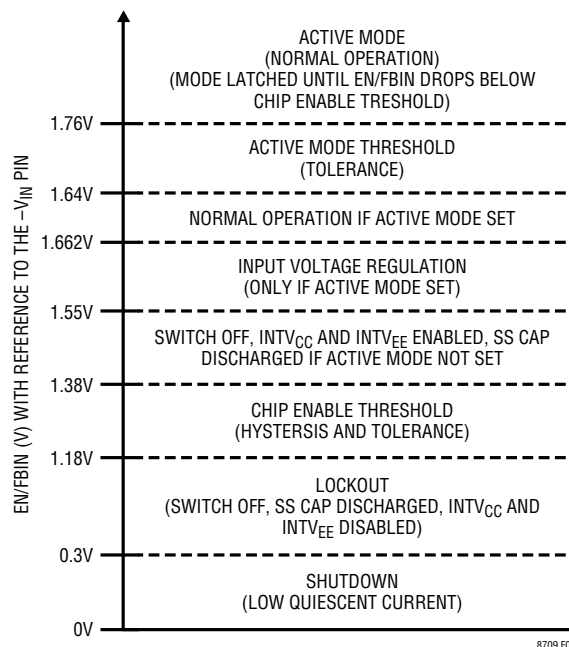 ACTIVE MODE
(NORMAL OPERATION)
(MODE LATCHED UNTIL EN/FBIN DROPS BELOW
CHIP ENABLE TRESHOLD)
1.76V
ACTIVE MODE THRESHOLD
(TOLERANCE)
1.64V
NORMAL OPERATION IF ACTIVE MODE SET
1.662V
INPUT VOLTAGE REGULATION
(ONLY IF ACTIVE MODE SET)
1.55V
SWITCH OFF, INTVCC AND INTVEE ENABLED, SS CAP
DISCHARGED IF ACTIVE MODE NOT SET
1.38V
CHIP ENABLE THRESHOLD
(HYSTERSIS AND TOLERANCE)
1.18V
LOCKOUT
(SWITCH OFF, SS CAP DISCHARGED, INTVCC AND
INTVEE DISABLED)
0.3V
SHUTDOWN
(LOW QUIESCENT CURRENT)
0V
EN/FBIN (V) WITH REFERENCE TO THE –VIN PIN